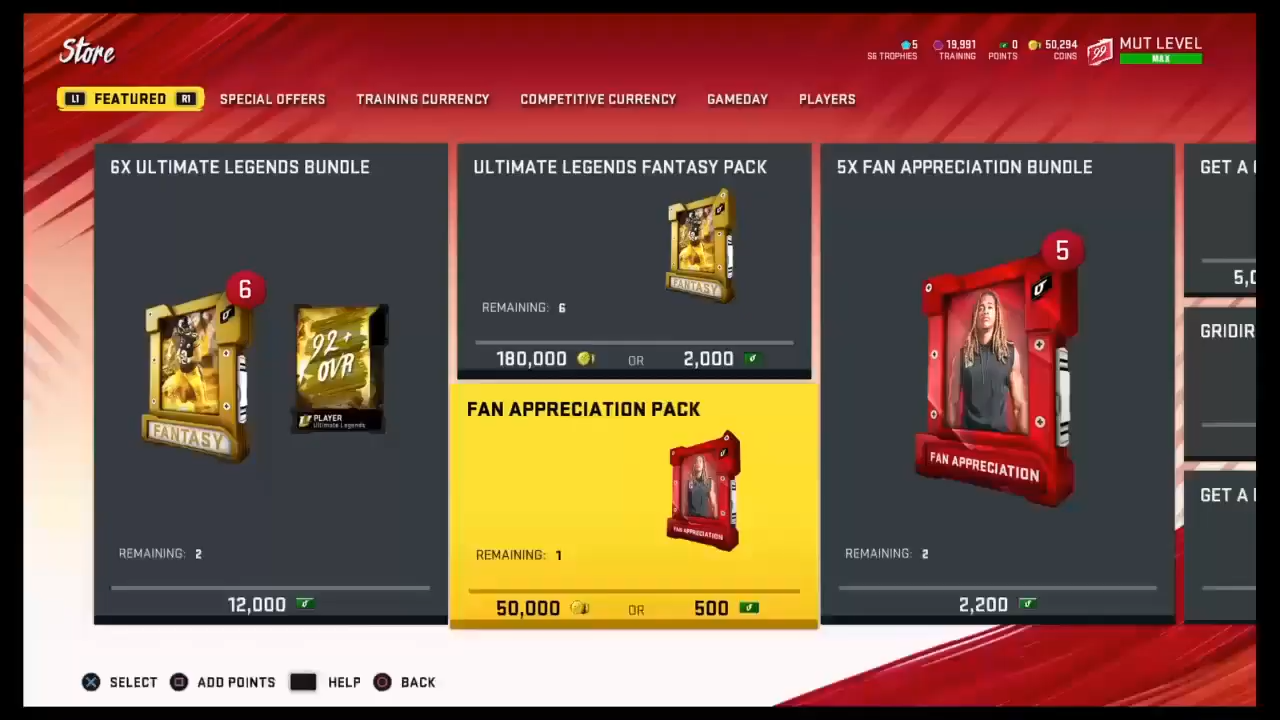 Store
5
S6 TROPHIES
19,991
TRAINING
0
POINTS
50,294
COINS
99
MUT LEVEL
MAX
L1 FEATURED R1
SPECIAL OFFERS
TRAINING CURRENCY
COMPETITIVE CURRENCY
GAMEDAY
PLAYERS
6X ULTIMATE LEGENDS BUNDLE
6
FANTASY
92+
OVR
PLAYER
Ultimate Legends
REMAINING: 2
12,000
ULTIMATE LEGENDS FANTASY PACK
FANTASY
REMAINING: 6
180,000 OR 2,000
FAN APPRECIATION PACK
FAN APPRECIATION
REMAINING: 1
50,000 OR 500
5X FAN APPRECIATION BUNDLE
5
FAN APPRECIATION
REMAINING: 2
2,200
GET A
5,0
GRIDIR
GET A
SELECT
ADD POINTS
HELP
BACK